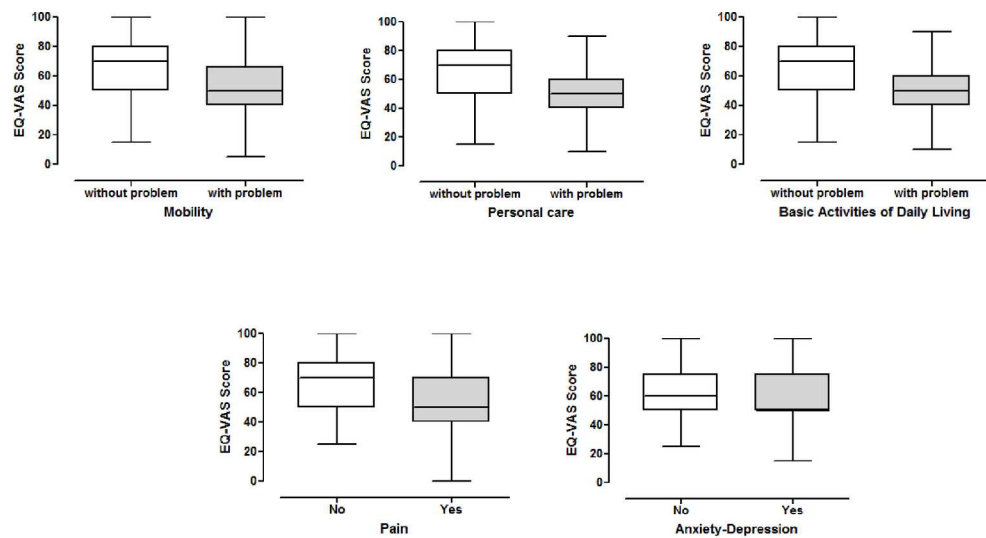 EQ-VAS Score
100
80
60
40
20
0
without problem with problem
Mobility
EQ-VAS Score
100
80
60
40
20
0
without problem with problem
Personal care
EQ-VAS Score
100
80
60
40
20
0
without problem with problem
Basic Activities of Daily Living
EQ-VAS Score
100
80
60
40
20
0
No Yes
Pain
EQ-VAS Score
100
80
60
40
20
0
No Yes
Anxiety-Depression